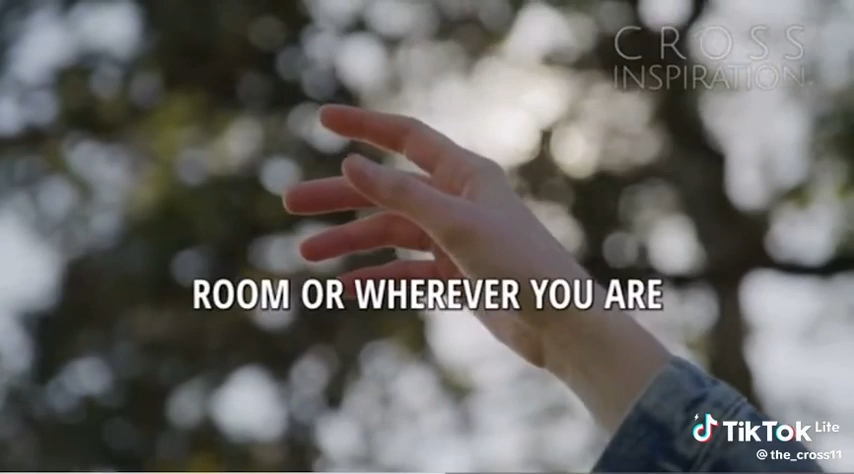 CROSS
INSPIRATION
ROOM OR WHEREVER YOU ARE
TikTok Lite
@the_cross11